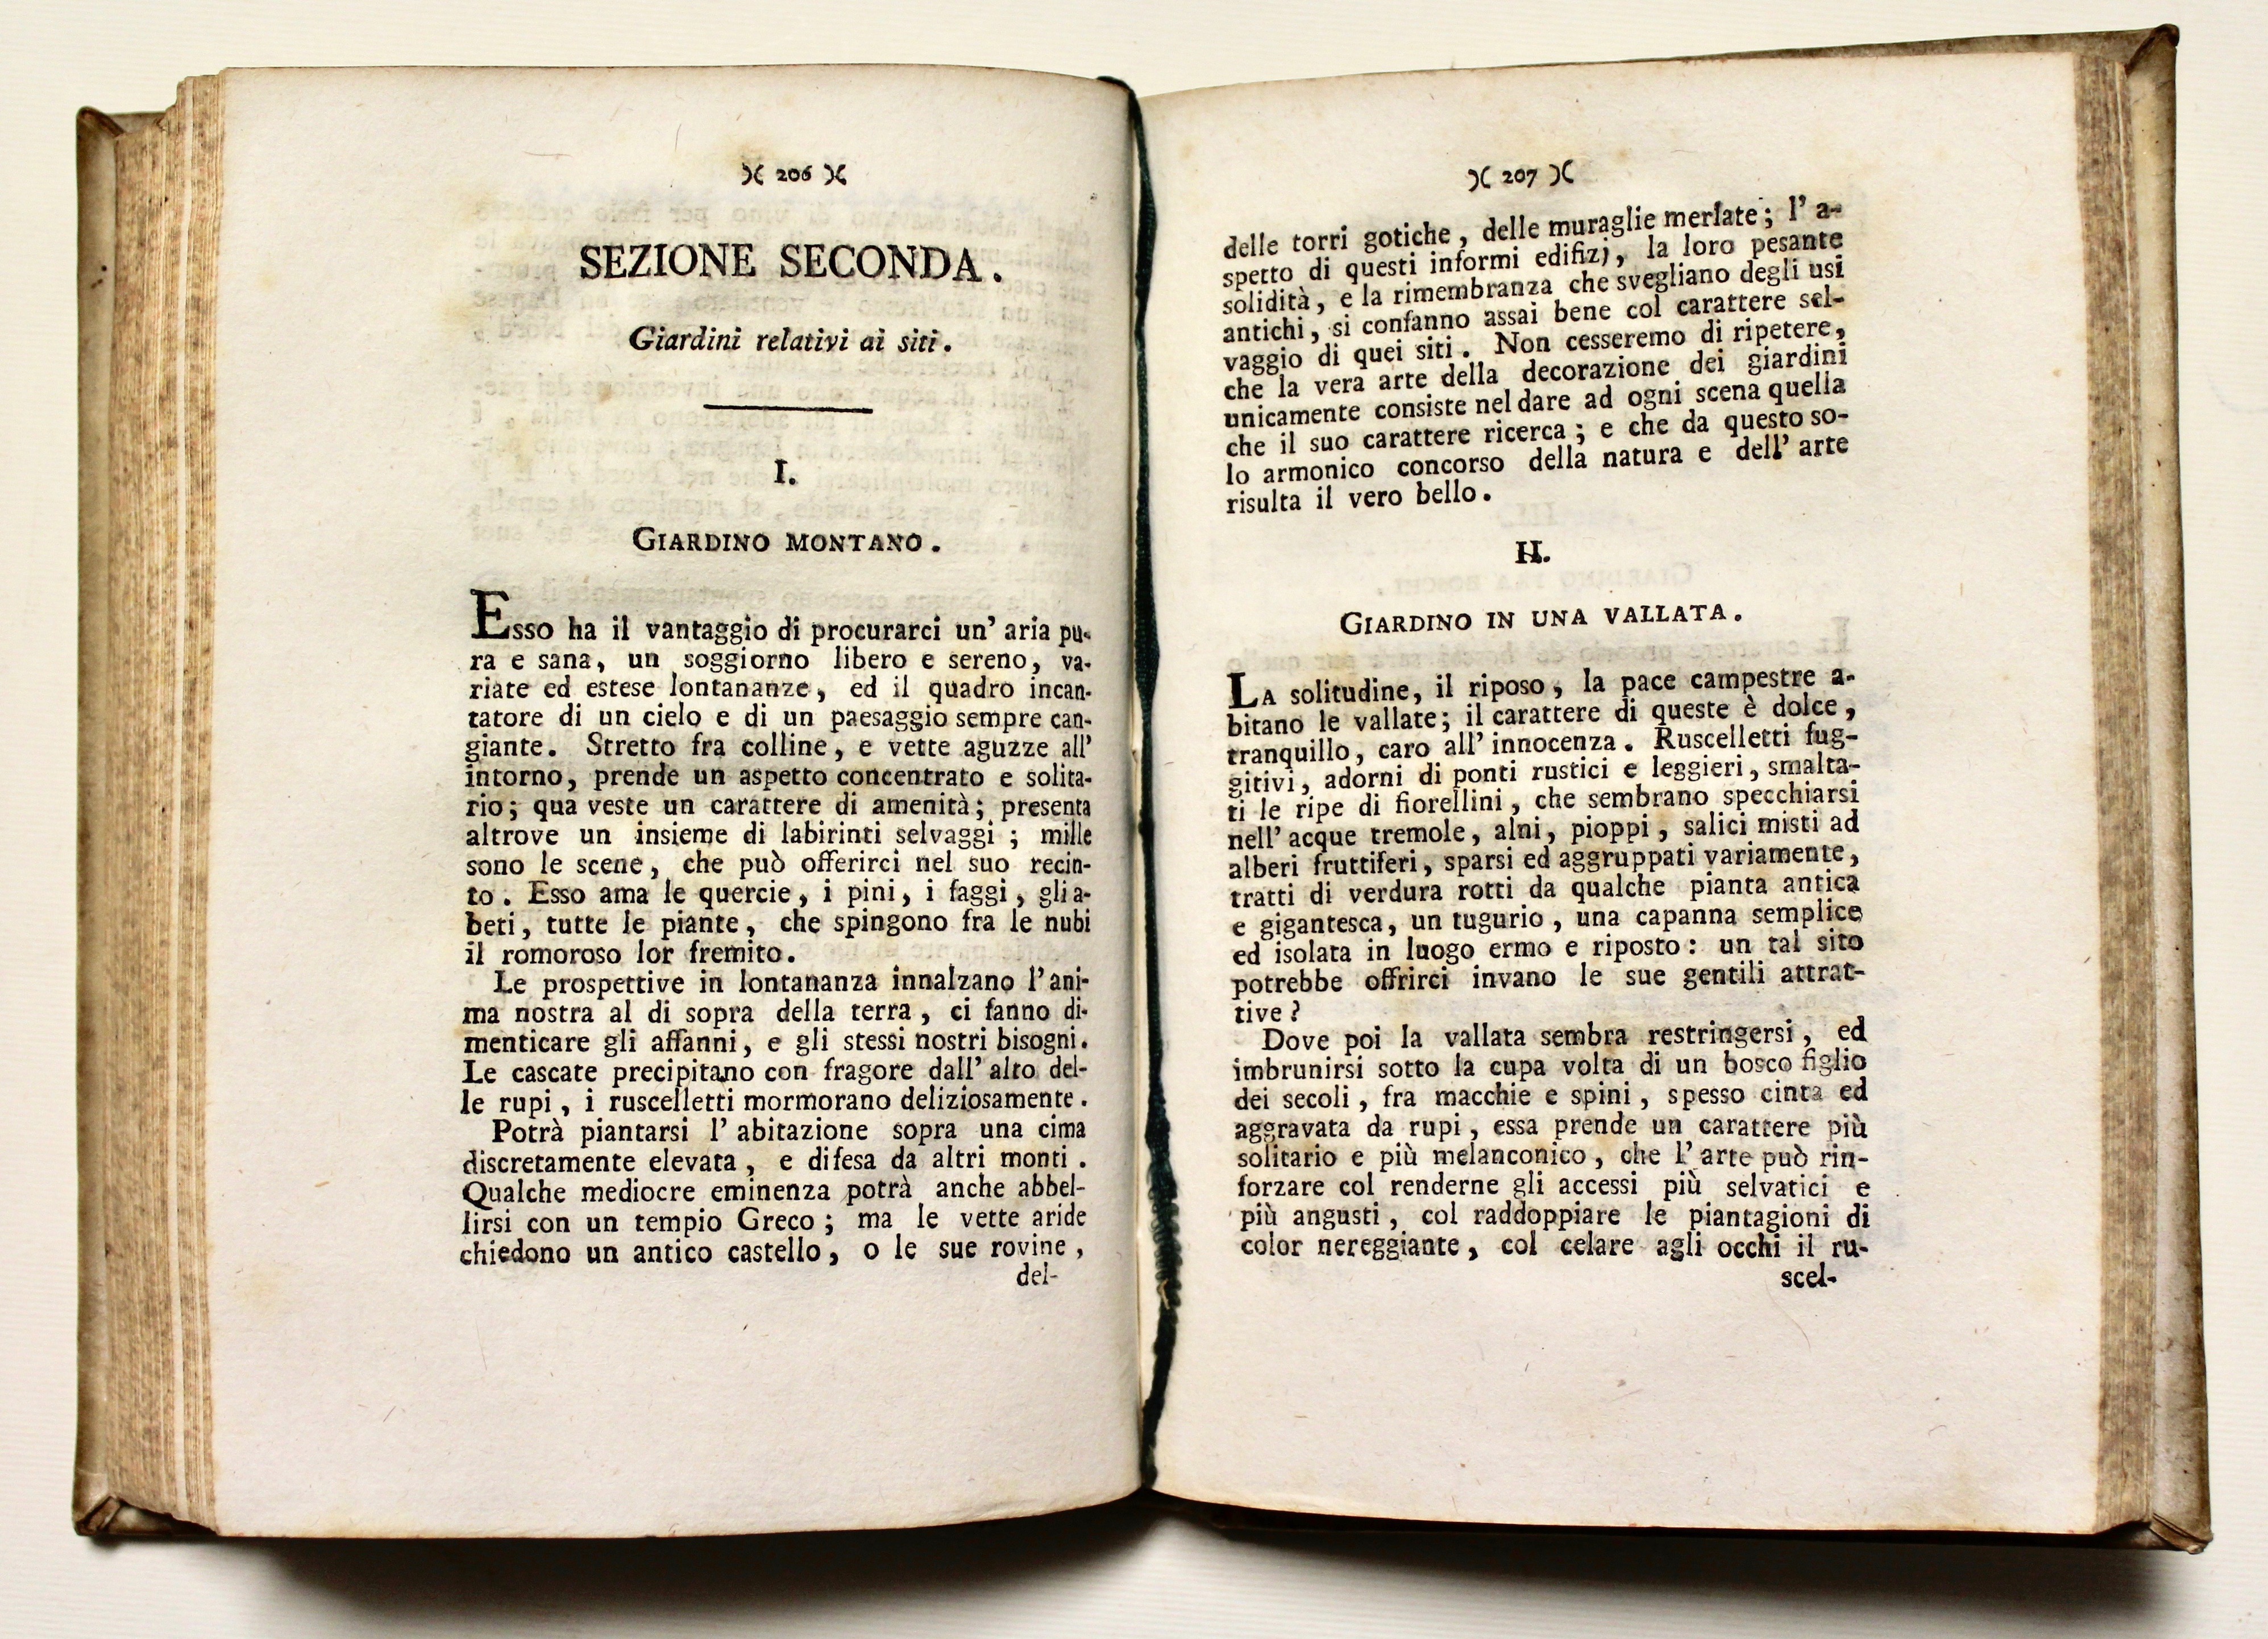 206
SEZIONE SECONDA.
Giardini relativi ai siti.
I.
GIARDINO MONTANO.
Esso ha il vantaggio di procurarci un' aria pu-
ra e sana, un soggiorno libero e sereno, va-
riate ed estese lontananze, ed il quadro incan-
tatore di un cielo e di un paesaggio sempre can-
giante. Stretto fra colline, e vette aguzze all'
intorno, prende un aspetto concentrato e solita-
rio; qua veste un carattere di amenità; presenta
altrove un insieme di labirinti selvaggi; mille
sono le scene, che può offerirci nel suo recin-
to. Esso ama le quercie, i pini, i faggi, gli a-
beti, tutte le piante, che spingono fra le nubi
il romoroso lor fremito.
Le prospettive in lontananza innalzano l'ani-
ma nostra al di sopra della terra, ci fanno di-
menticare gli affanni, e gli stessi nostri bisogni.
Le cascate precipitano con fragore dall' alto del-
le rupi, i ruscelletti mormorano deliziosamente.
Potrà piantarsi l' abitazione sopra una cima
discretamente elevata, e difesa da altri monti.
Qualche mediocre eminenza potrà anche abbel-
lirsi con un tempio Greco; ma le vette aride
chiedono un antico castello, o le sue rovine,
del-
207
delle torri gotiche, delle muraglie merlate; l' a-
spetto di questi informi edifizj, la loro pesante
solidità, e la rimembranza che svegliano degli usi
antichi, si confanno assai bene col carattere sel-
vaggio di quei siti. Non cesseremo di ripetere,
che la vera arte della decorazione dei giardini
unicamente consiste nel dare ad ogni scena quella
che il suo carattere ricerca; e che da questo so-
lo armonico concorso della natura e dell' arte
risulta il vero bello.
II.
GIARDINO IN UNA VALLATA.
LA solitudine, il riposo, la pace campestre a-
bitano le vallate; il carattere di queste è dolce,
tranquillo, caro all' innocenza. Ruscelletti fug-
gitivi, adorni di ponti rustici e leggieri, smalta-
ti le ripe di fiorellini, che sembrano specchiarsi
nell' acque tremole, alni, pioppi, salici misti ad
alberi fruttiferi, sparsi ed aggruppati variamente,
tratti di verdura rotti da qualche pianta antica
e gigantesca, un tugurio, una capanna semplice
ed isolata in luogo ermo e riposto: un tal sito
potrebbe offrirci invano le sue gentili attrat-
tive?
Dove poi la vallata sembra restringersi, ed
imbrunirsi sotto la cupa volta di un bosco figlio
dei secoli, fra macchie e spini, spesso cinta ed
aggravata da rupi, essa prende un carattere più
solitario e più melanconico, che l' arte può rin-
forzare col renderne gli accessi più selvatici e
più angusti, col raddoppiare le piantagioni di
color nereggiante, col celare agli occhi il ru-
scel-